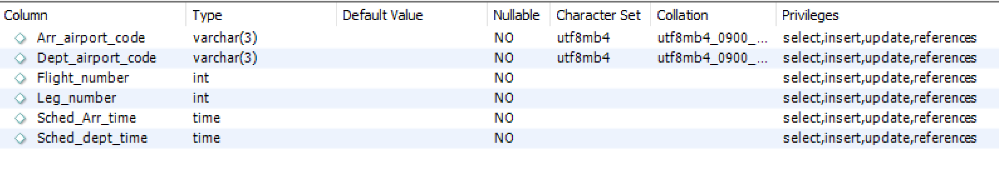 Column Type Default Value Nullable Character Set Collation Privileges
Arr_airport_code varchar(3) NO utf8mb4 utf8mb4_0900_... select,insert,update,references
Dept_airport_code varchar(3) NO utf8mb4 utf8mb4_0900_... select,insert,update,references
Flight_number int NO select,insert,update,references
Leg_number int NO select,insert,update,references
Sched_Arr_time time NO select,insert,update,references
Sched_dept_time time NO select,insert,update,references